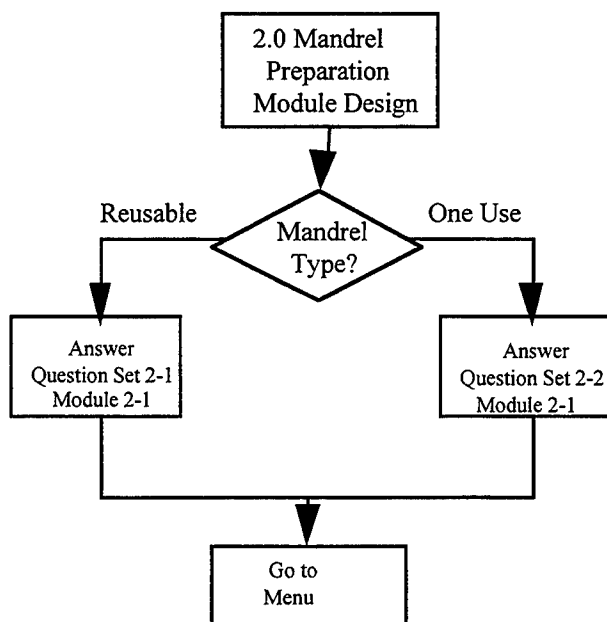 2.0 Mandrel
Preparation
Module Design
Reusable
One Use
Mandrel
Type?
Answer
Question Set 2-1
Module 2-1
Answer
Question Set 2-2
Module 2-1
Go to
Menu